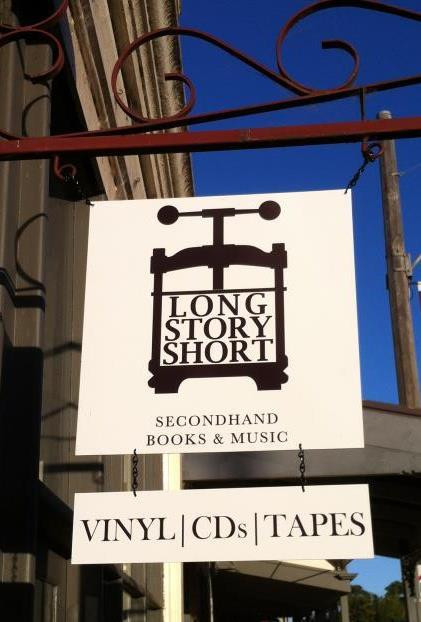 LONG
STORY
SHORT
SECONDHAND
BOOKS & MUSIC
VINYL|CDs|TAPES